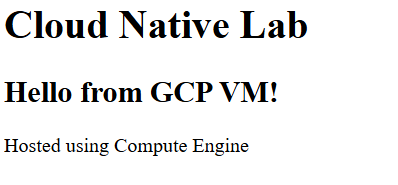 Cloud Native Lab
Hello from GCP VM!
Hosted using Compute Engine